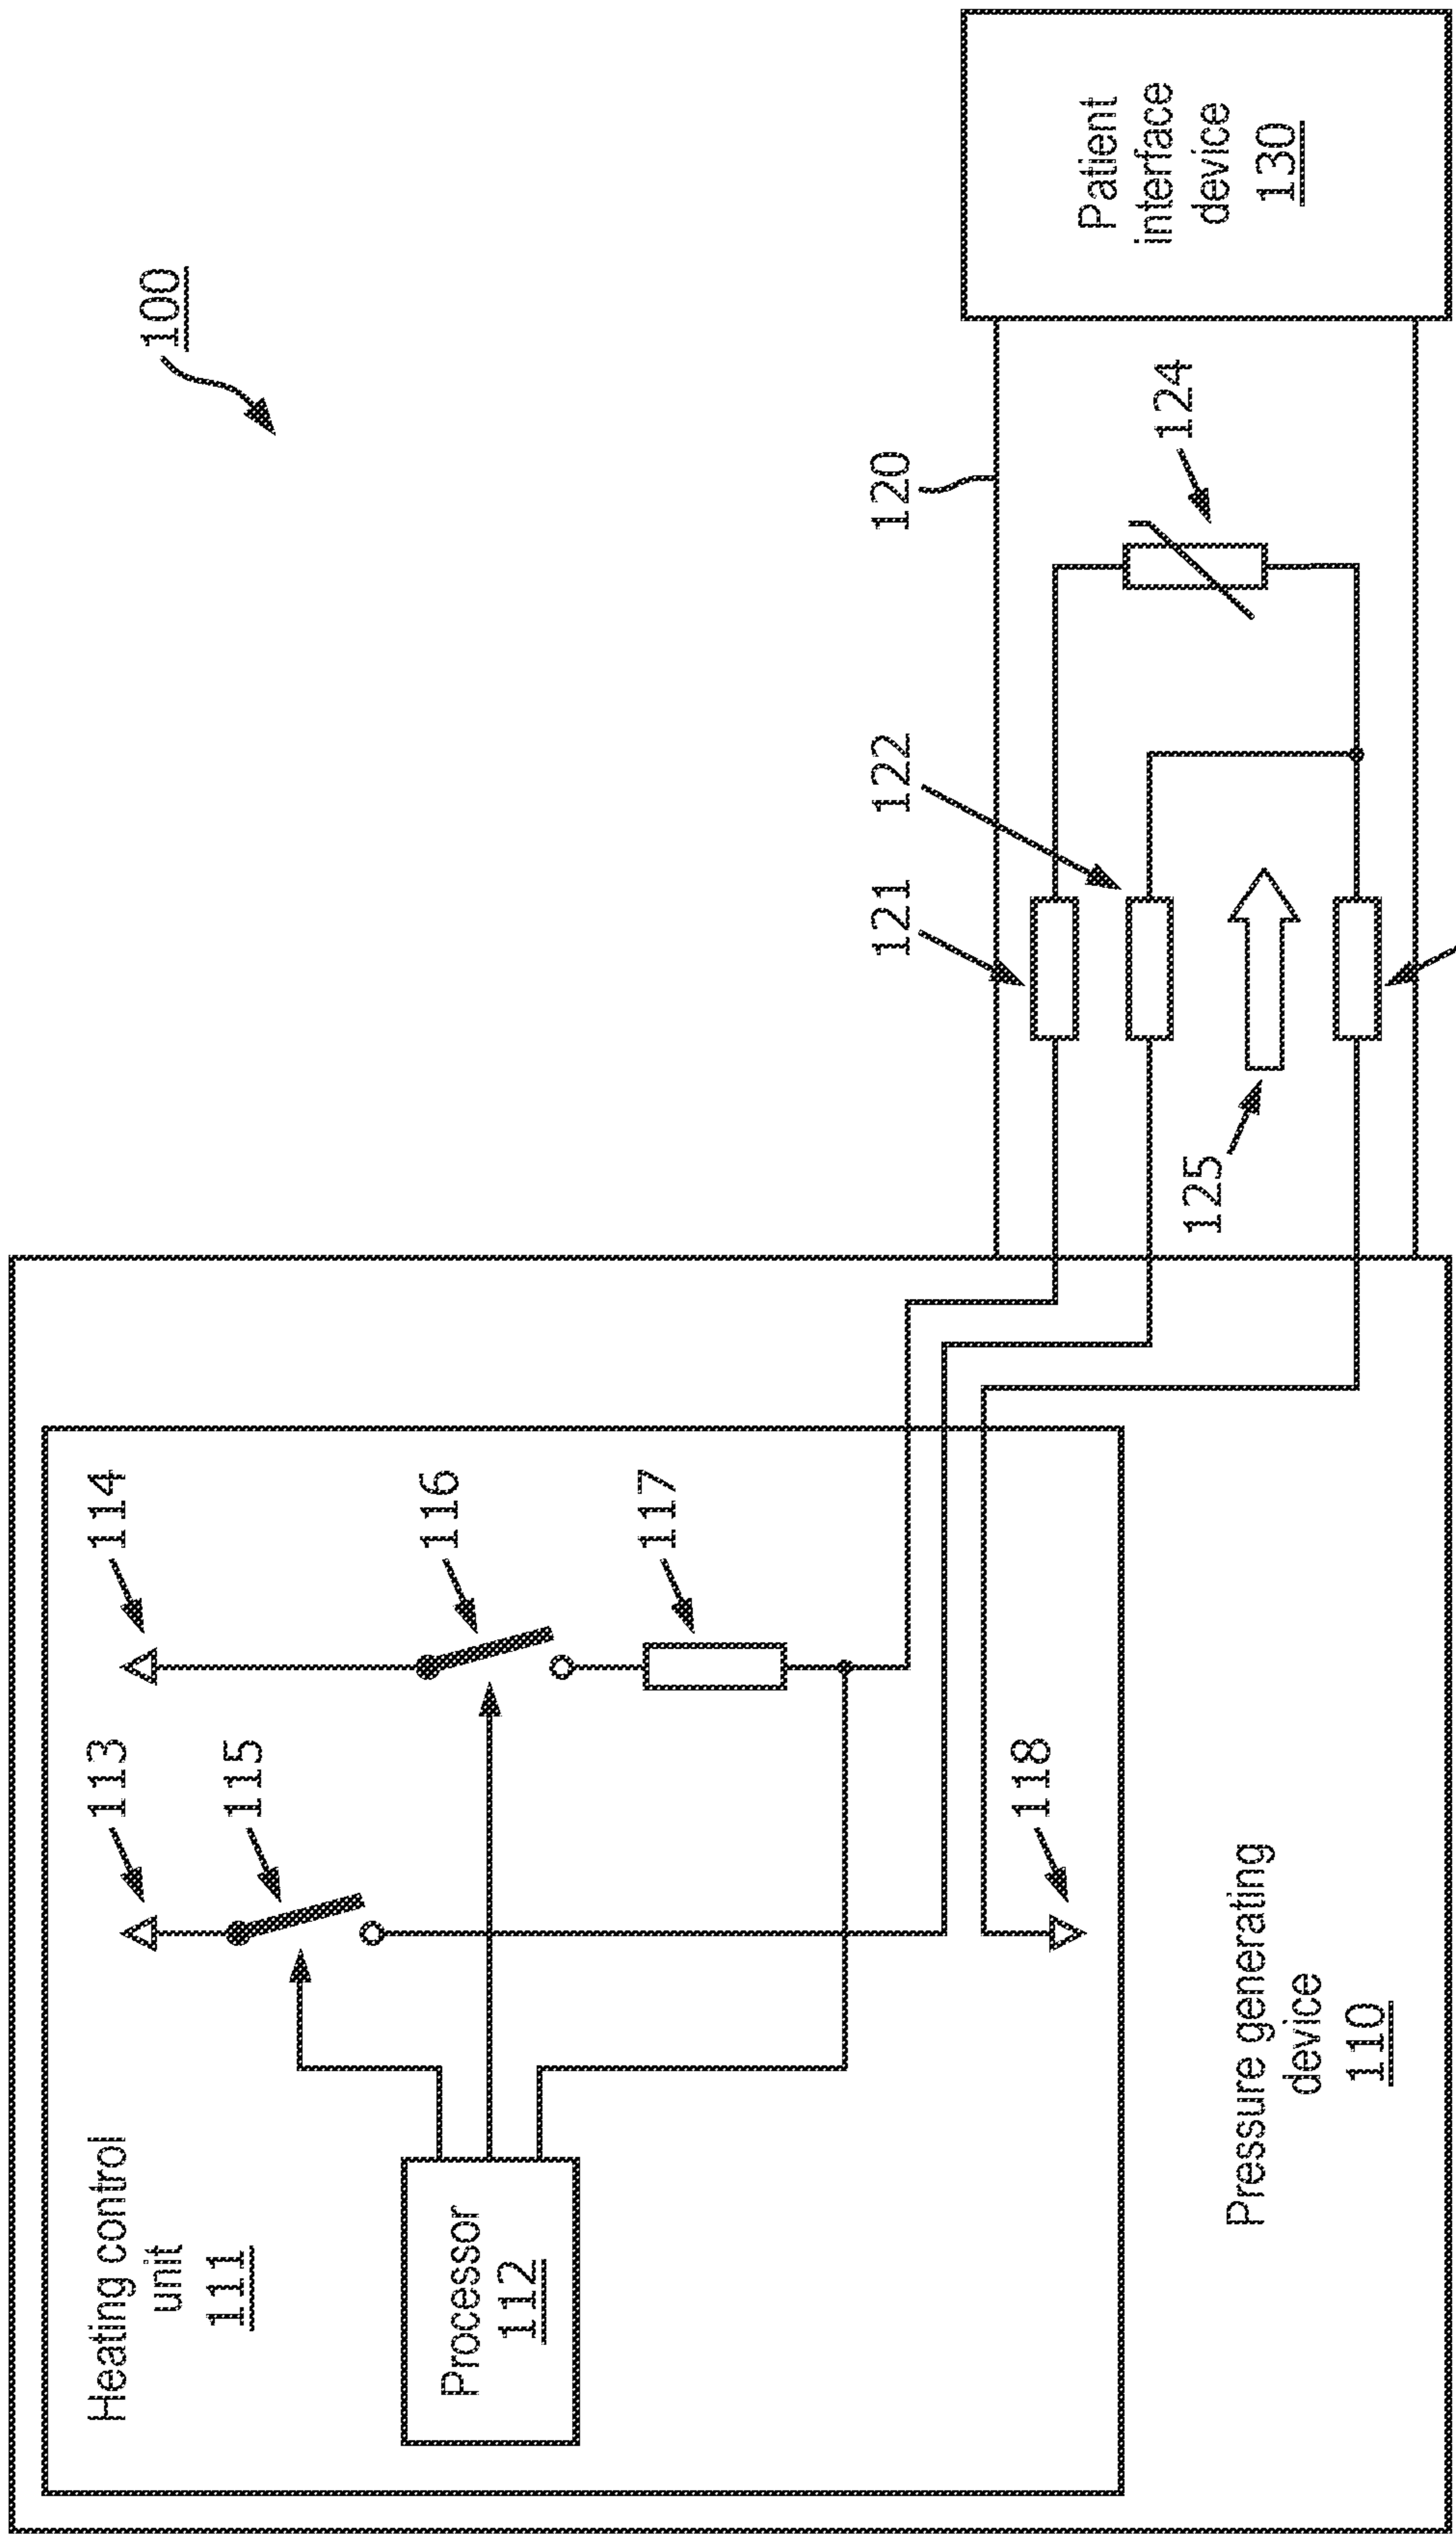 100
Heating control
unit
111
113
114
115
116
117
Processor
112
118
Pressure generating
device
110
120
121
122
124
125
Patient
interface
device
130